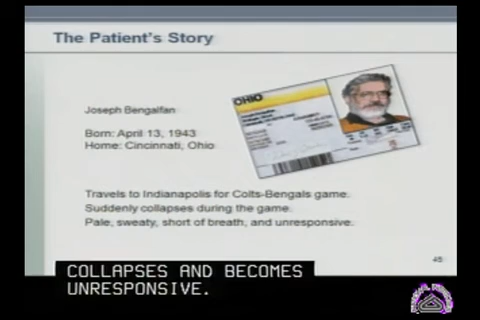 The Patient's Story
OHIO
Joseph Bengalfan
Born: April 13, 1943
Home: Cincinnati, Ohio
Travels to Indianapolis for Colts-Bengals game.
Suddenly collapses during the game.
Pale, sweaty, short of breath, and unresponsive.
COLLAPSES AND BECOMES
UNRESPONSIVE.